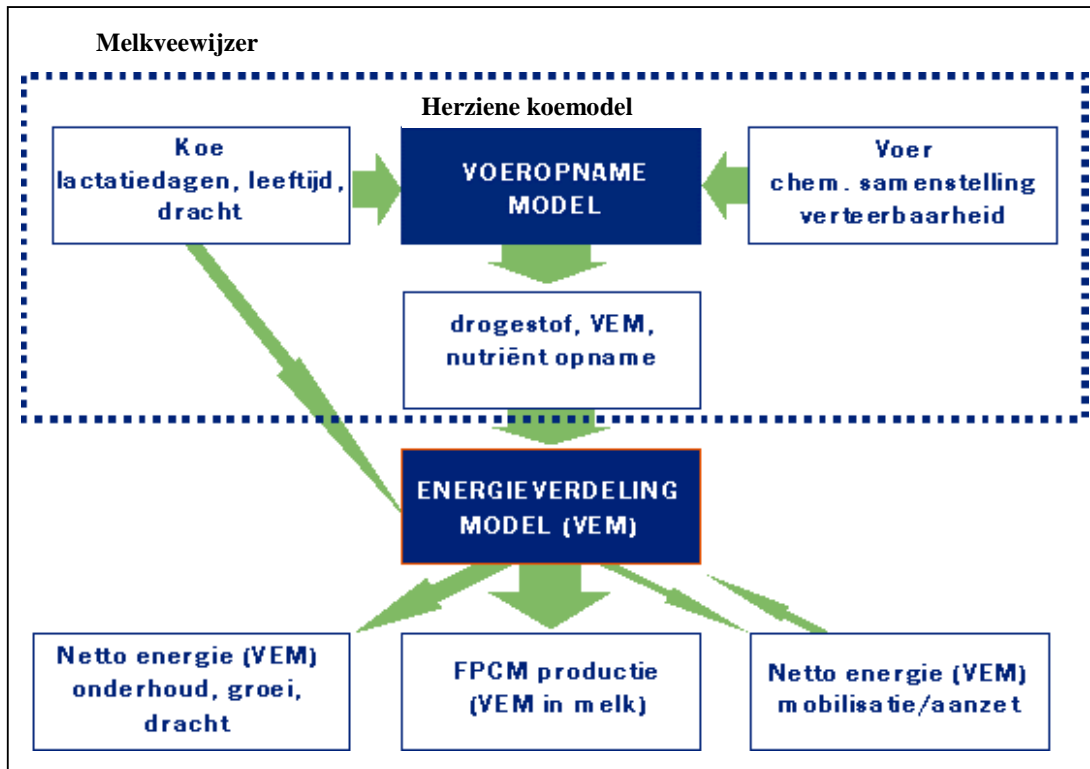 Melkveewijzer
Herziene koemodel
Koe
lactatiedagen, leeftijd,
dracht
VOEROPNAME
MODEL
Voer
chem. samenstelling
verteerbaarheid
drogestof, VEM,
nutriënt opname
ENERGIEVERDELING
MODEL (VEM)
Netto energie (VEM)
onderhoud, groei,
dracht
FPCM productie
(VEM in melk)
Netto energie (VEM)
mobilisatie/aanzet